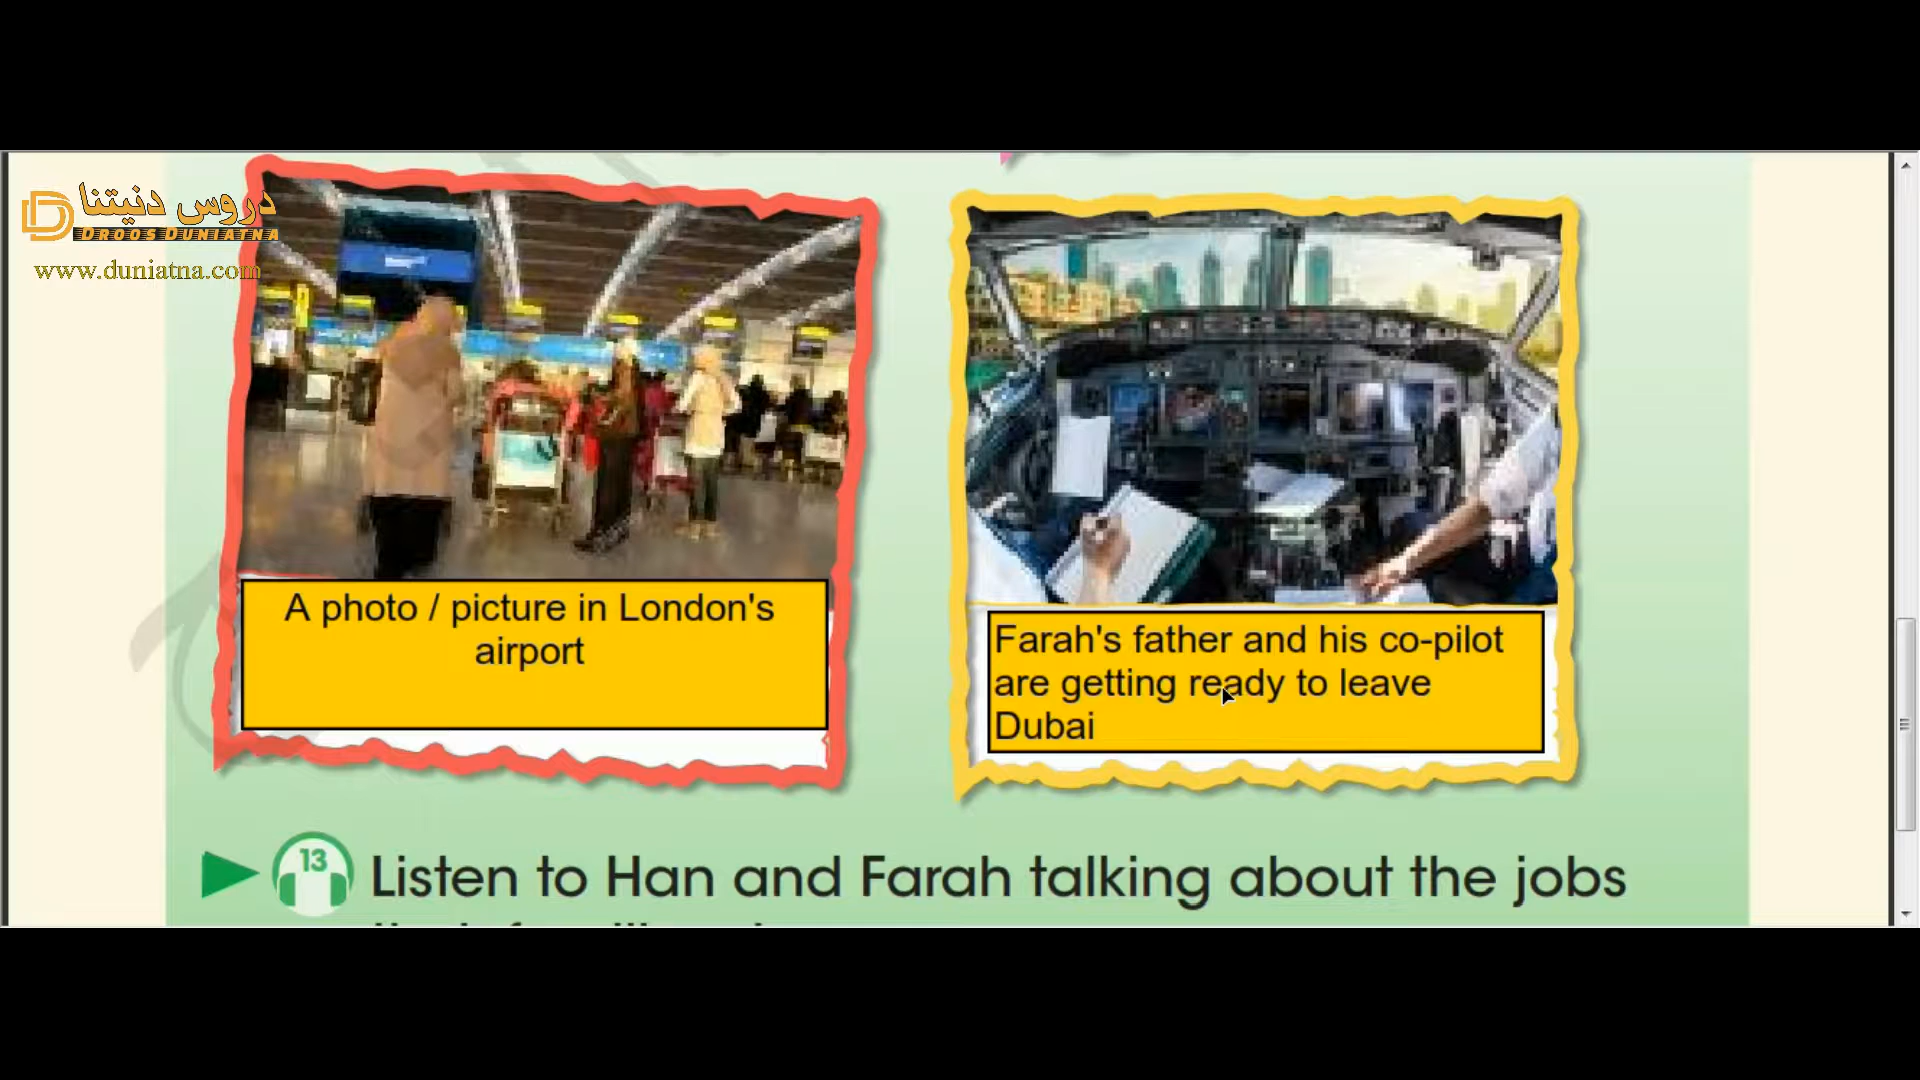 دروس دنيتنا
DROOS DUNIATNA
www.duniatna.com
A photo / picture in London's
airport
Farah's father and his co-pilot
are getting ready to leave
Dubai
13
Listen to Han and Farah talking about the jobs